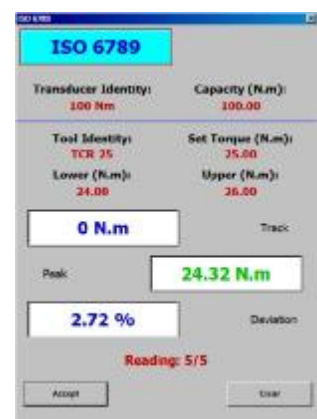 ISO 6789
ISO 6789
Transducer Identity: Capacity (N.m):
100 Nm 100.00
Tool Identity: Set Torque (N.m):
TCR 25 25.00
Lower (N.m): Upper (N.m):
24.00 26.00
0 N.m Track
Peak 24.32 N.m
2.72 % Deviation
Reading: 5/5
Accept Clear